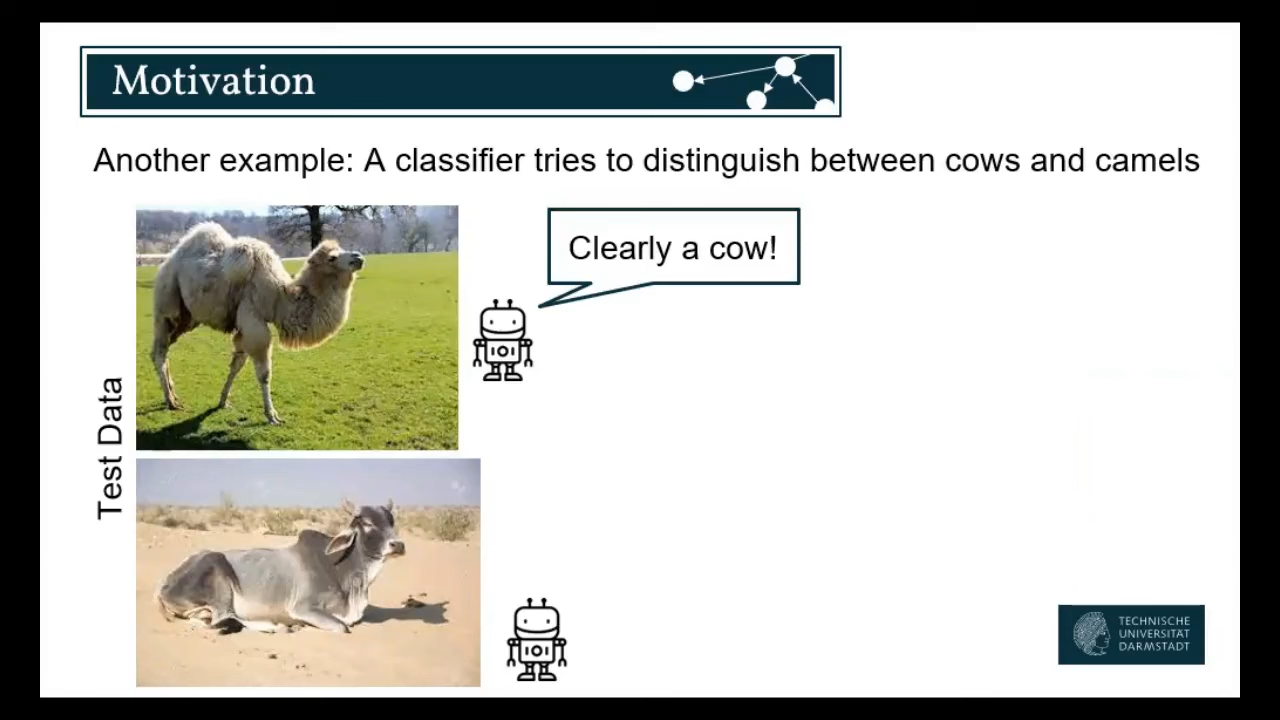 Motivation
Another example: A classifier tries to distinguish between cows and camels
Clearly a cow!
Test Data
TECHNISCHE
UNIVERSITÄT
DARMSTADT